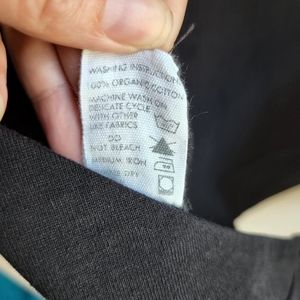 WASHING INSTRUCTION
100% ORGANIC COTTON
MACHINE WASH ON
DELICATE CYCLE
WITH OTHER
LIKE FABRICS
DO
NOT BLEACH
MEDIUM IRON
DRY